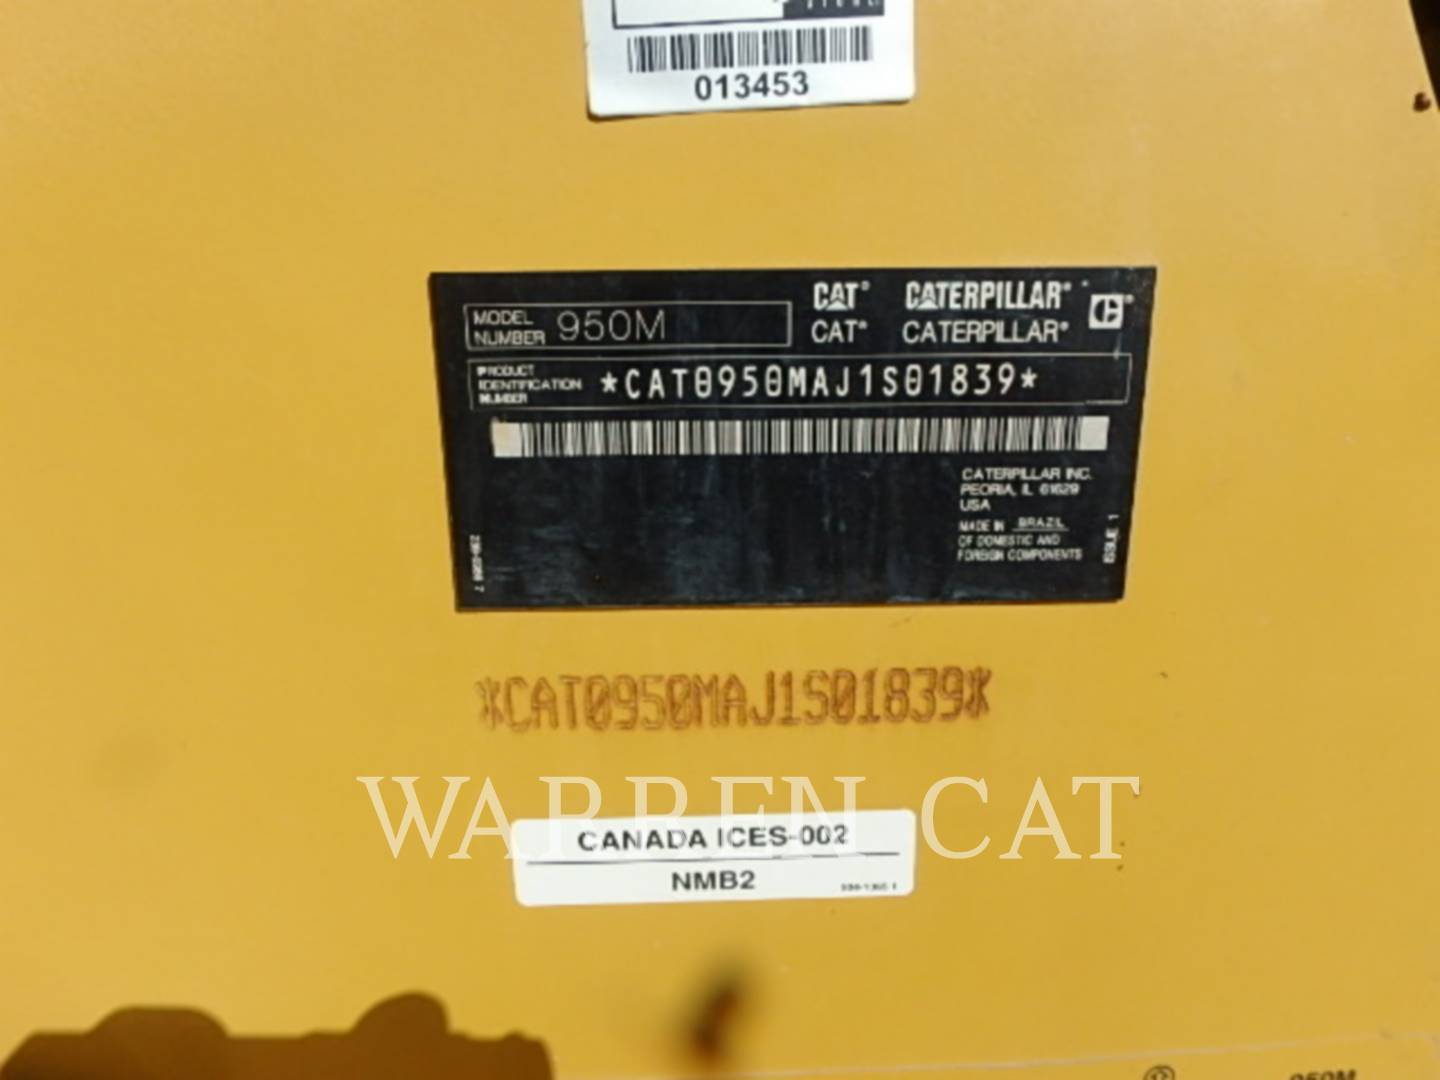 013453
MODEL NUMBER 950M
CAT® CATERPILLAR®
CAT® CATERPILLAR®
PRODUCT IDENTIFICATION NUMBER *CAT0950MAJ1S01839*
CATERPILLAR INC.
PEORIA, IL 61629
USA
MADE IN BRAZIL
OF DOMESTIC AND
FOREIGN COMPONENTS
ISSUE 1
*CAT0950MAJ1S01839*
WARREN CAT
CANADA ICES-002
NMB2
950M